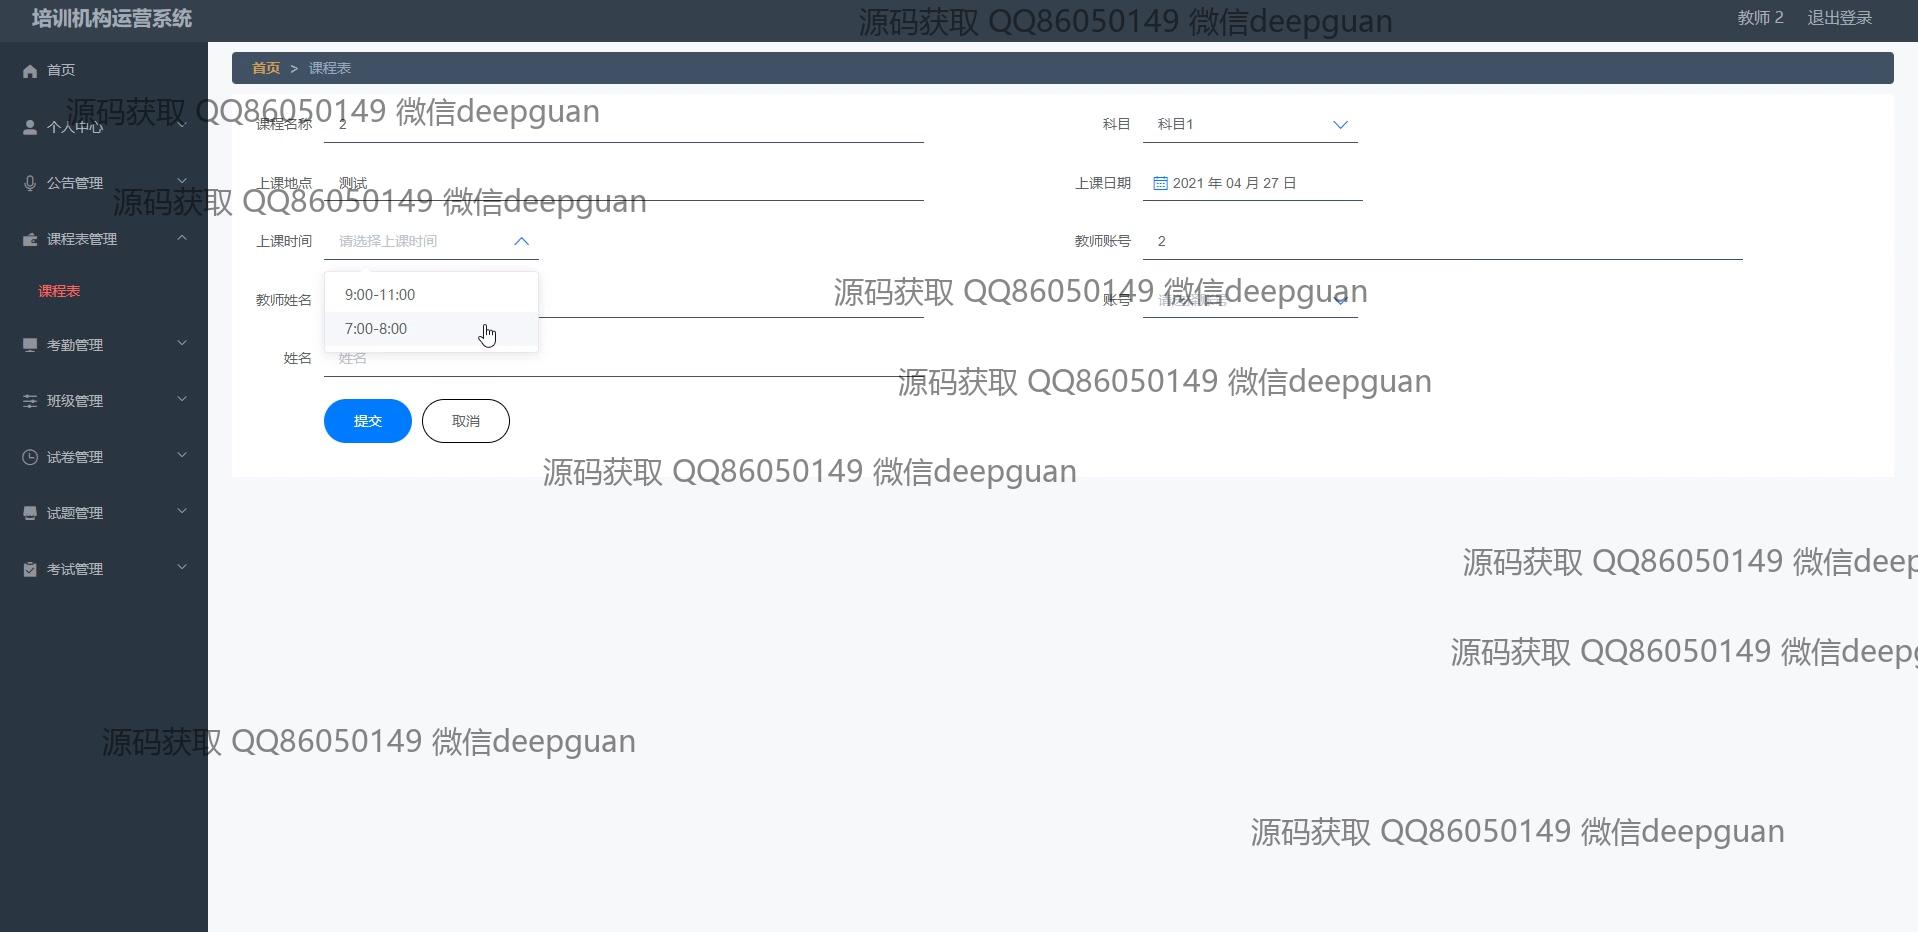 培训机构运营系统
源码获取 QQ86050149 微信deepguan
教师 2 退出登录
首页
首页 > 课程表
源码获取 QQ86050149 微信deepguan
个人中心
课程名称 2
科目 科目1
公告管理
上课地点 测试
上课日期 2021 年 04 月 27 日
源码获取 QQ86050149 微信deepguan
课程表管理
上课时间 请选择上课时间
教师账号 2
课程表
9:00-11:00
教师姓名
源码获取 QQ86050149 微信deepguan
账号
7:00-8:00
考勤管理
姓名 姓名
源码获取 QQ86050149 微信deepguan
班级管理
提交 取消
试卷管理
源码获取 QQ86050149 微信deepguan
试题管理
考试管理
源码获取 QQ86050149 微信deep
源码获取 QQ86050149 微信deep
源码获取 QQ86050149 微信deepguan
源码获取 QQ86050149 微信deepguan